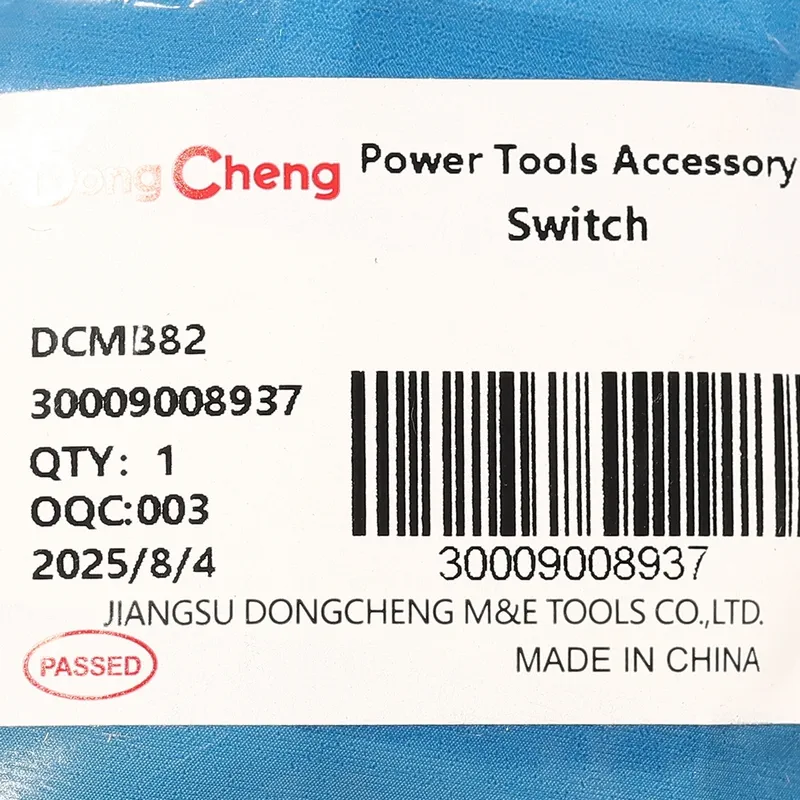 Dong Cheng
Power Tools Accessory
Switch
DCMB82
30009008937
QTY: 1
OQC:003
2025/8/4
30009008937
JIANGSU DONGCHENG M&E TOOLS CO.,LTD.
PASSED
MADE IN CHINA